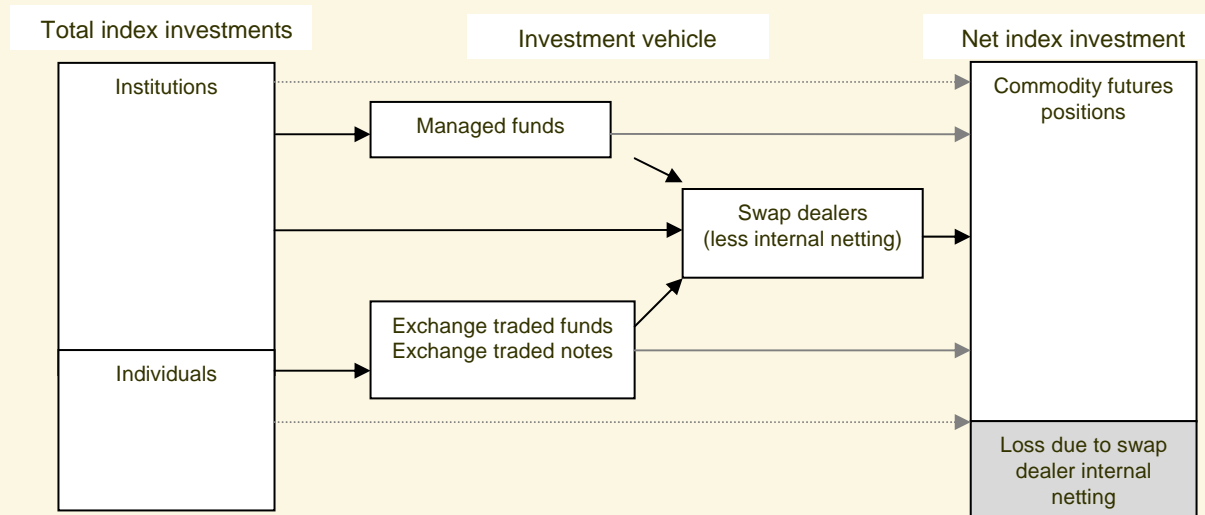 Total index investments
Investment vehicle
Net index investment
Institutions
Managed funds
Commodity futures
positions
Swap dealers
(less internal netting)
Exchange traded funds
Exchange traded notes
Individuals
Loss due to swap
dealer internal
netting